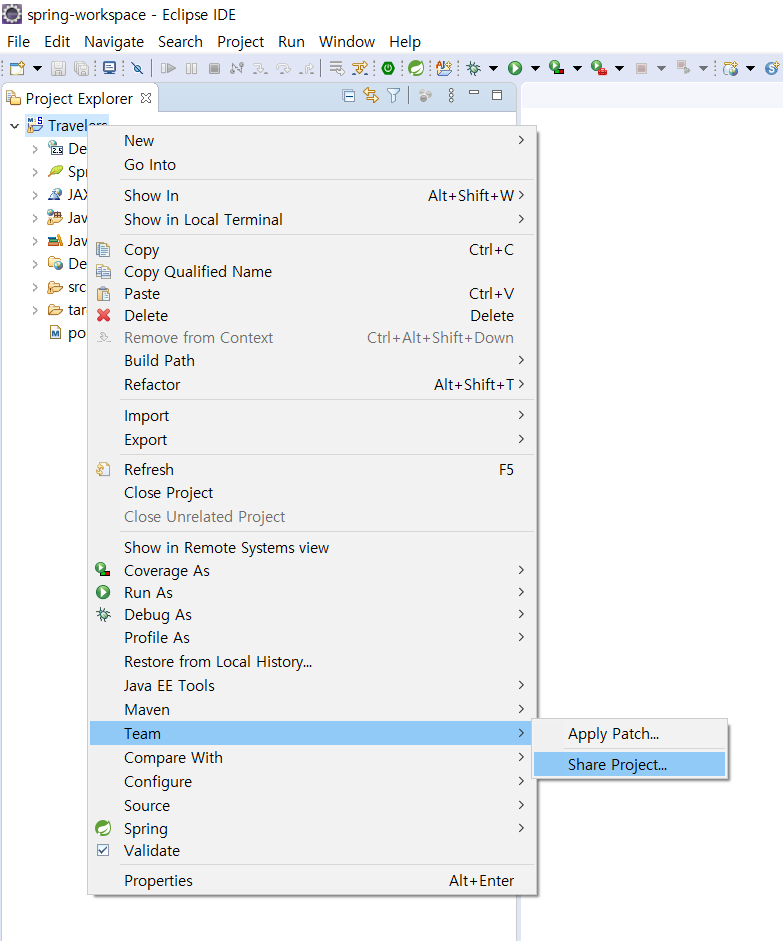 spring-workspace - Eclipse IDE
File Edit Navigate Search Project Run Window Help
Project Explorer
Travelers
De
Spr
JAX
Jav
Jav
De
src
tar
po
New
Go Into
Show In Alt+Shift+W
Show in Local Terminal
Copy Ctrl+C
Copy Qualified Name
Paste Ctrl+V
Delete Delete
Remove from Context Ctrl+Alt+Shift+Down
Build Path
Refactor Alt+Shift+T
Import
Export
Refresh F5
Close Project
Close Unrelated Project
Show in Remote Systems view
Coverage As
Run As
Debug As
Profile As
Restore from Local History...
Java EE Tools
Maven
Team
Apply Patch...
Share Project...
Compare With
Configure
Source
Spring
Validate
Properties Alt+Enter